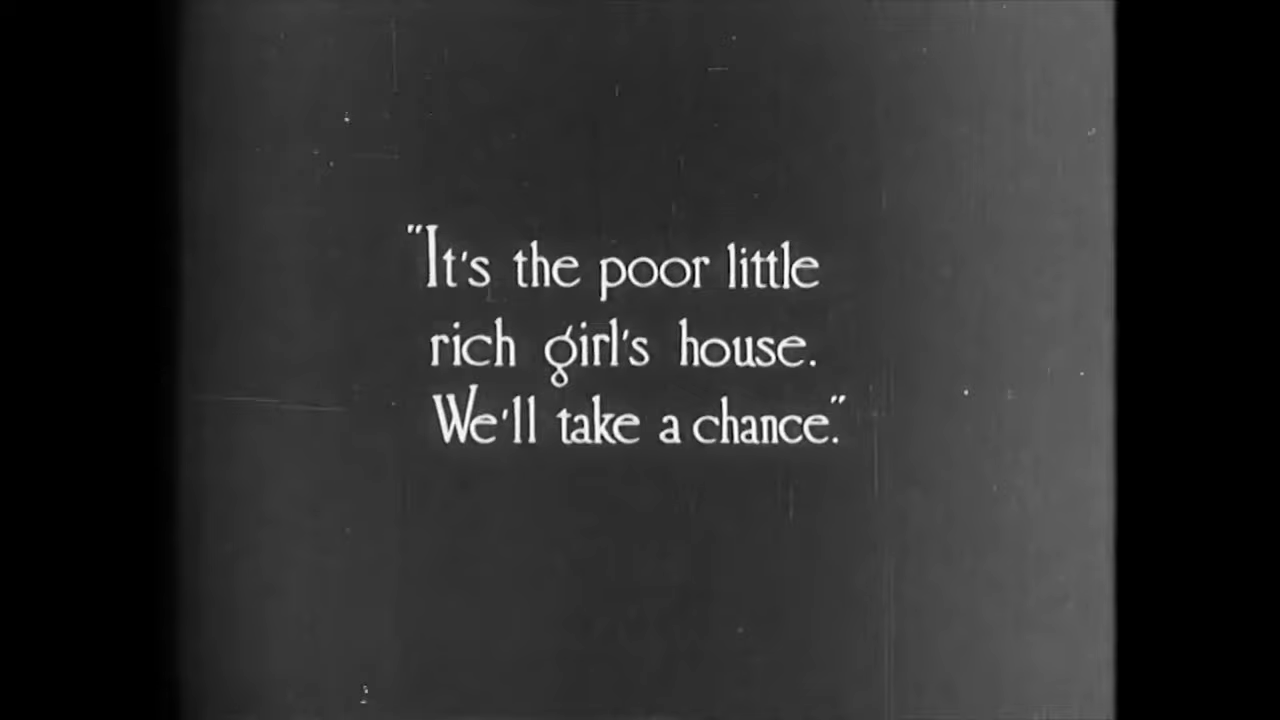 "It's the poor little
rich girl's house.
We'll take a chance."